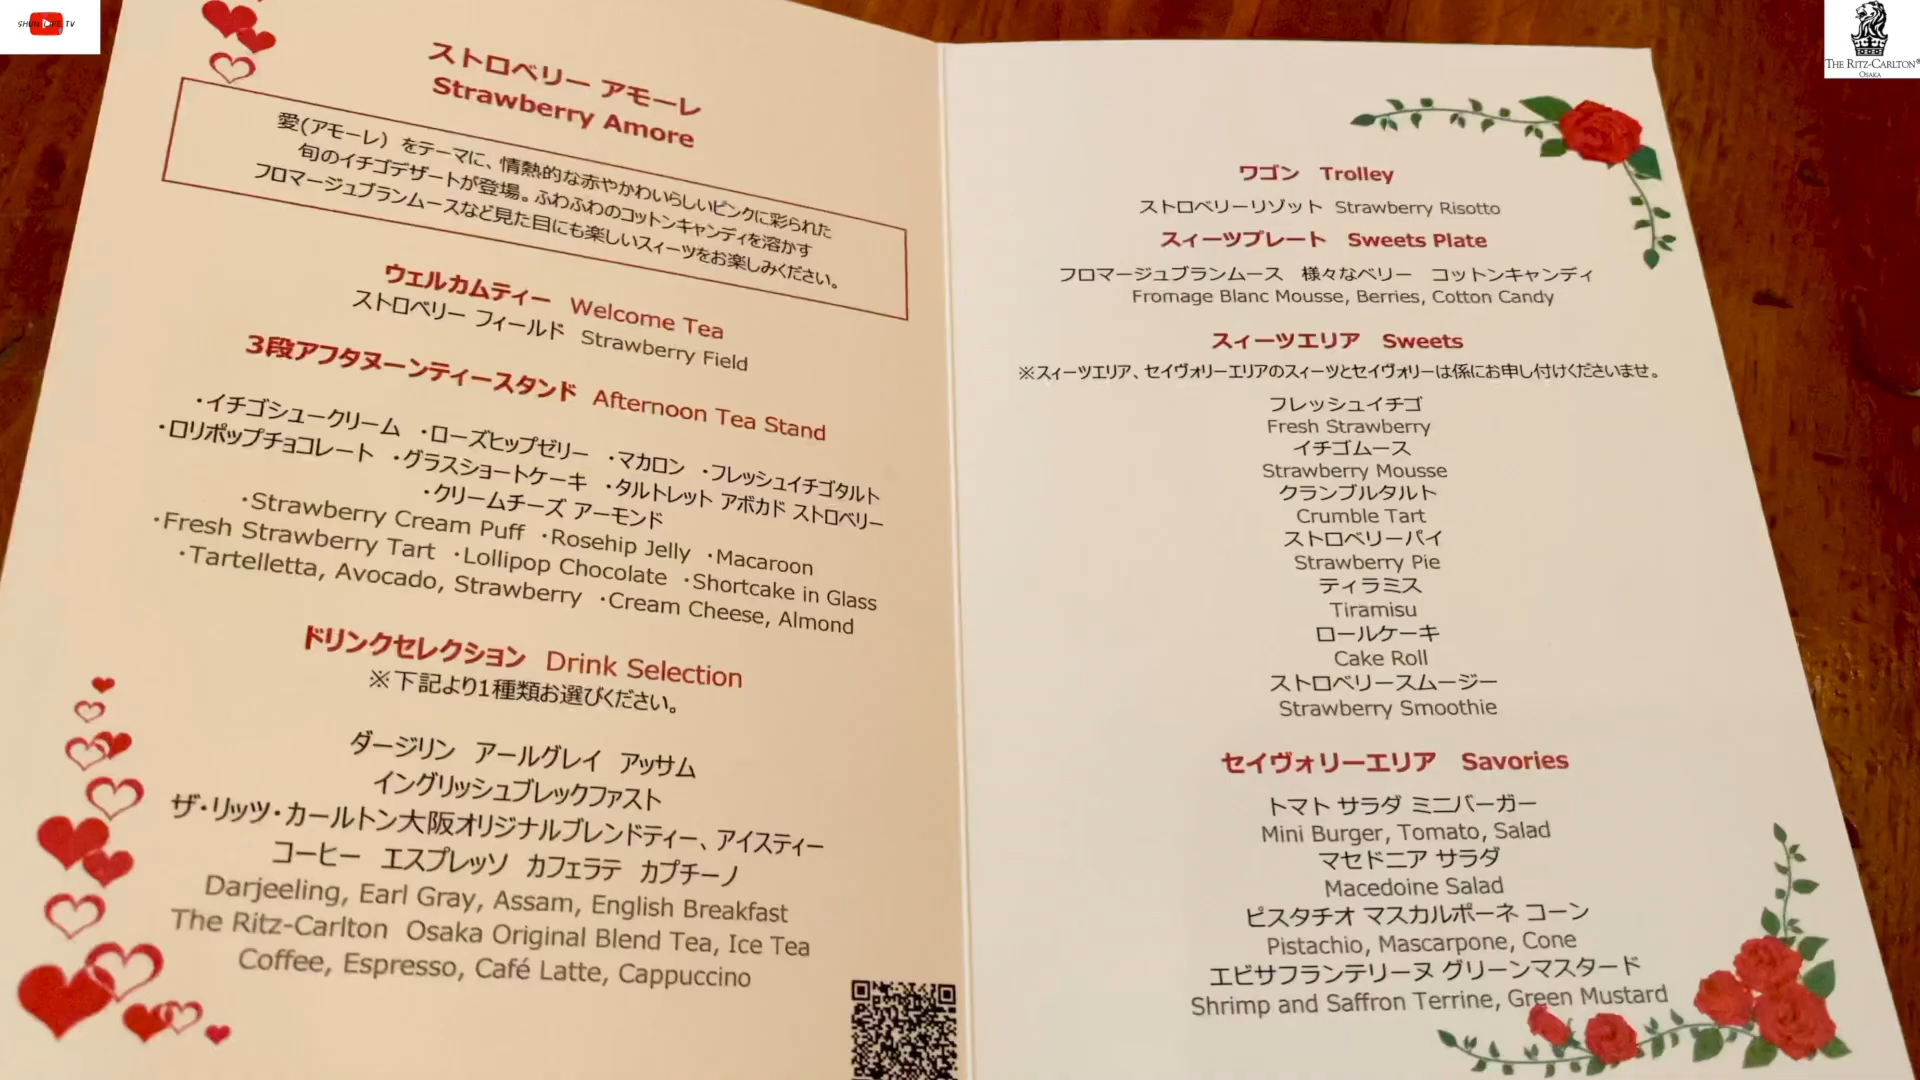 SHUN LIFE TV
THE RITZ-CARLTON®
OSAKA
ストロベリー アモーレ
Strawberry Amore
愛(アモーレ）をテーマに、情熱的な赤やかわいらしいピンクに彩られた
旬のイチゴデザートが登場。ふわふわのコットンキャンディを溶かす
フロマージュブランムースなど見た目にも楽しいスィーツをお楽しみください。
ウェルカムティー Welcome Tea
ストロベリー フィールド Strawberry Field
３段アフタヌーンティースタンド Afternoon Tea Stand
・イチゴシュークリーム ・ローズヒップゼリー ・マカロン ・フレッシュイチゴタルト
・ロリポップチョコレート ・グラスショートケーキ ・タルトレット アボカド ストロベリー
・クリームチーズ アーモンド
・Strawberry Cream Puff ・Rosehip Jelly ・Macaroon
・Fresh Strawberry Tart ・Lollipop Chocolate ・Shortcake in Glass
・Tartelletta, Avocado, Strawberry ・Cream Cheese, Almond
ドリンクセレクション Drink Selection
※下記より1種類お選びください。
ダージリン アールグレイ アッサム
イングリッシュブレックファスト
ザ・リッツ・カールトン大阪オリジナルブレンドティー、アイスティー
コーヒー エスプレッソ カフェラテ カプチーノ
Darjeeling, Earl Gray, Assam, English Breakfast
The Ritz-Carlton Osaka Original Blend Tea, Ice Tea
Coffee, Espresso, Café Latte, Cappuccino
ワゴン Trolley
ストロベリーリゾット Strawberry Risotto
スィーツプレート Sweets Plate
フロマージュブランムース 様々なベリー コットンキャンディ
Fromage Blanc Mousse, Berries, Cotton Candy
スィーツエリア Sweets
※スィーツエリア、セイヴォリーエリアのスィーツとセイヴォリーは係にお申し付けくださいませ。
フレッシュイチゴ
Fresh Strawberry
イチゴムース
Strawberry Mousse
クランブルタルト
Crumble Tart
ストロベリーパイ
Strawberry Pie
ティラミス
Tiramisu
ロールケーキ
Cake Roll
ストロベリースムージー
Strawberry Smoothie
セイヴォリーエリア Savories
トマト サラダ ミニバーガー
Mini Burger, Tomato, Salad
マセドニア サラダ
Macedoine Salad
ピスタチオ マスカルポーネ コーン
Pistachio, Mascarpone, Cone
エビサフランテリーヌ グリーンマスタード
Shrimp and Saffron Terrine, Green Mustard